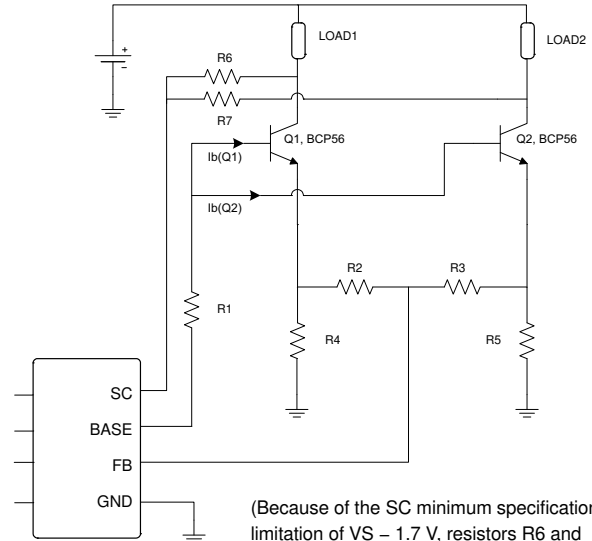 LOAD1
LOAD2
+
−
R6
R7
Q1, BCP56
Q2, BCP56
Ib(Q1)
Ib(Q2)
R2
R3
R1
R4
R5
SC
BASE
FB
GND
(Because of the SC minimum specification
limitation of VS − 1.7 V, resistors R6 and